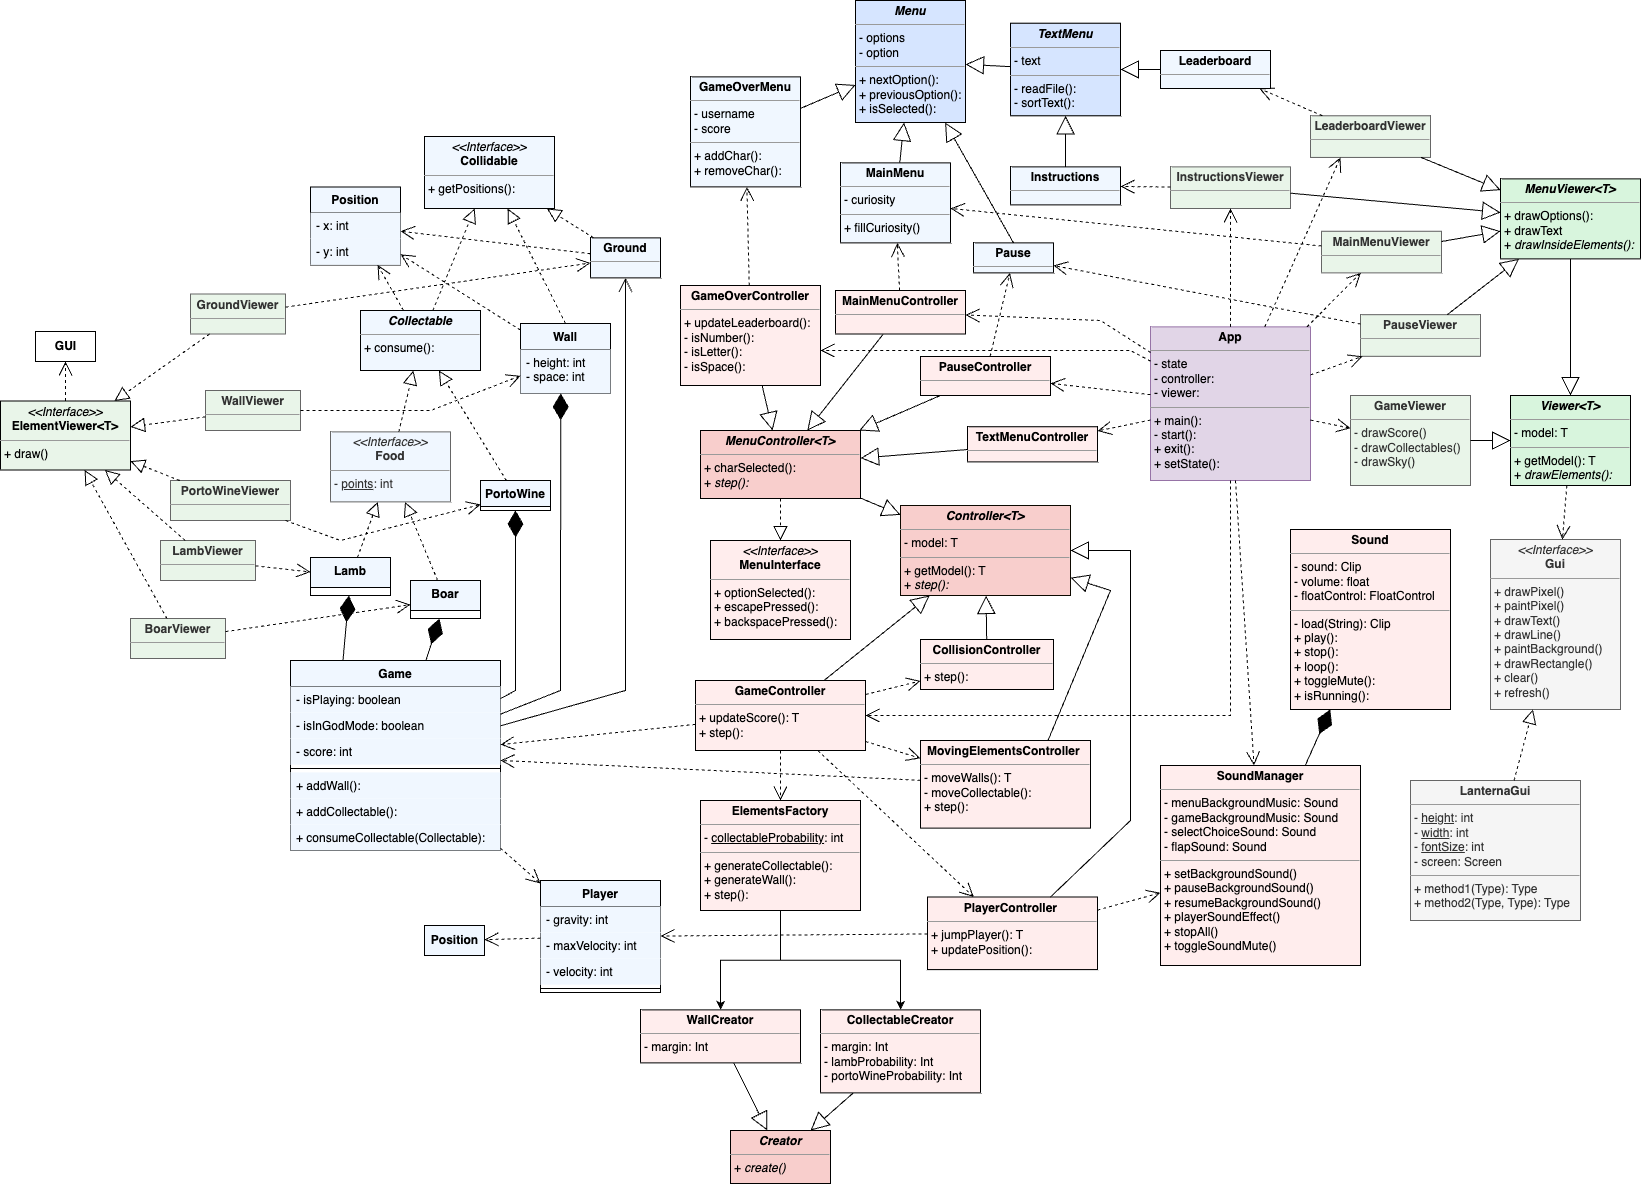 Menu
- options
- option
+ nextOption():
+ previousOption():
+ isSelected():
TextMenu
- text
- readFile():
- sortText():
Leaderboard
GameOverMenu
- username
- score
+ addChar():
+ removeChar():
LeaderboardViewer
<<Interface>>
Collidable
+ getPositions():
MainMenu
- curiosity
+ fillCuriosity()
Instructions
InstructionsViewer
MenuViewer<T>
+ drawOptions():
+ drawText
+ drawInsideElements():
Position
- x: int
- y: int
Ground
Pause
MainMenuViewer
GroundViewer
Collectable
+ consume():
Wall
- height: int
- space: int
GameOverController
+ updateLeaderboard():
- isNumber():
- isLetter():
- isSpace():
MainMenuController
PauseController
App
- state
- controller:
- viewer:
+ main():
- start():
+ exit():
+ setState():
PauseViewer
GUI
WallViewer
<<Interface>>
ElementViewer<T>
+ draw()
<<Interface>>
Food
- points: int
MenuController<T>
+ charSelected():
+ step():
TextMenuController
GameViewer
- drawScore()
- drawCollectables()
- drawSky()
Viewer<T>
- model: T
+ getModel(): T
+ drawElements():
PortoWineViewer
PortoWine
LambViewer
Lamb
Boar
BoarViewer
<<Interface>>
MenuInterface
+ optionSelected():
+ escapePressed():
+ backspacePressed():
Controller<T>
- model: T
+ getModel(): T
+ step():
Sound
- sound: Clip
- volume: float
- floatControl: FloatControl
- load(String): Clip
+ play():
+ stop():
+ loop():
+ toggleMute():
+ isRunning():
<<Interface>>
Gui
+ drawPixel()
+ paintPixel()
+ drawText()
+ drawLine()
+ paintBackground()
+ drawRectangle()
+ clear()
+ refresh()
Game
- isPlaying: boolean
- isInGodMode: boolean
- score: int
+ addWall():
+ addCollectable():
+ consumeCollectable(Collectable):
GameController
+ updateScore(): T
+ step():
CollisionController
+ step():
MovingElementsController
- moveWalls(): T
- moveCollectable():
+ step():
SoundManager
- menuBackgroundMusic: Sound
- gameBackgroundMusic: Sound
- selectChoiceSound: Sound
- flapSound: Sound
+ setBackgroundSound()
+ pauseBackgroundSound()
+ resumeBackgroundSound()
+ playerSoundEffect()
+ stopAll()
+ toggleSoundMute()
LanternaGui
- height: int
- width: int
- fontSize: int
- screen: Screen
+ method1(Type): Type
+ method2(Type, Type): Type
ElementsFactory
- collectableProbability: int
+ generateCollectable():
+ generateWall():
+ step():
Player
- gravity: int
- maxVelocity: int
- velocity: int
Position
PlayerController
+ jumpPlayer(): T
+ updatePosition():
WallCreator
- margin: Int
CollectableCreator
- margin: Int
- lambProbability: Int
- portoWineProbability: Int
Creator
+ create()